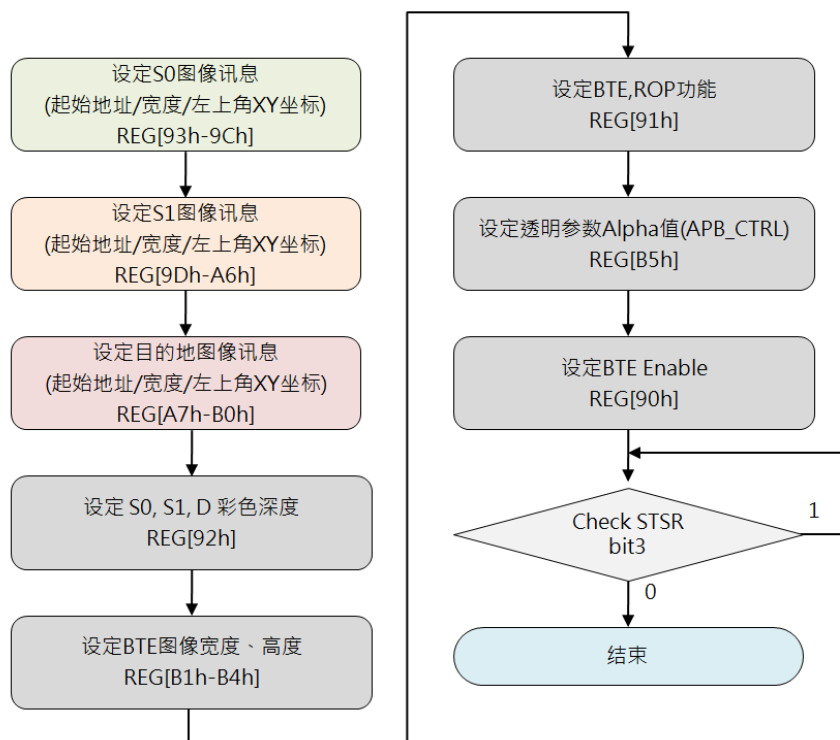 设定S0图像讯息
(起始地址/宽度/左上角XY坐标)
REG[93h-9Ch]
设定S1图像讯息
(起始地址/宽度/左上角XY坐标)
REG[9Dh-A6h]
设定目的地图像讯息
(起始地址/宽度/左上角XY坐标)
REG[A7h-B0h]
设定 S0, S1, D 彩色深度
REG[92h]
设定BTE图像宽度、高度
REG[B1h-B4h]
设定BTE,ROP功能
REG[91h]
设定透明参数Alpha值(APB_CTRL)
REG[B5h]
设定BTE Enable
REG[90h]
Check STSR
bit3
1
0
结束